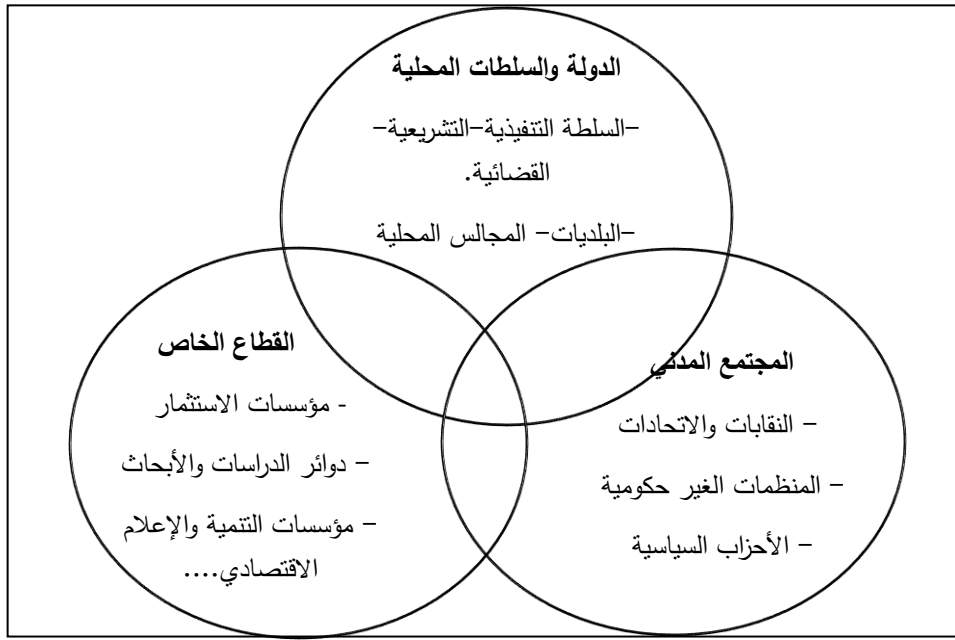 الدولة والسلطات المحلية
–السلطة التنفيذية–التشريعية–
القضائية.
–البلديات– المجالس المحلية
المجتمع المدني
– النقابات والاتحادات
– المنظمات الغير حكومية
– الأحزاب السياسية
القطاع الخاص
- مؤسسات الاستثمار
– دوائر الدراسات والأبحاث
– مؤسسات التنمية والإعلام
الاقتصادي....